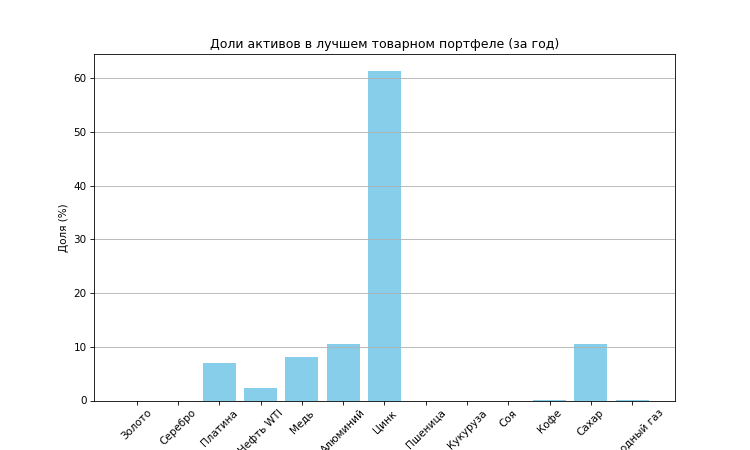 Доли активов в лучшем товарном портфеле (за год)
Доля (%)
60
50
40
30
20
10
0
Золото
Серебро
Платина
Нефть WTI
Медь
Алюминий
Цинк
Пшеница
Кукуруза
Соя
Кофе
Сахар
газ